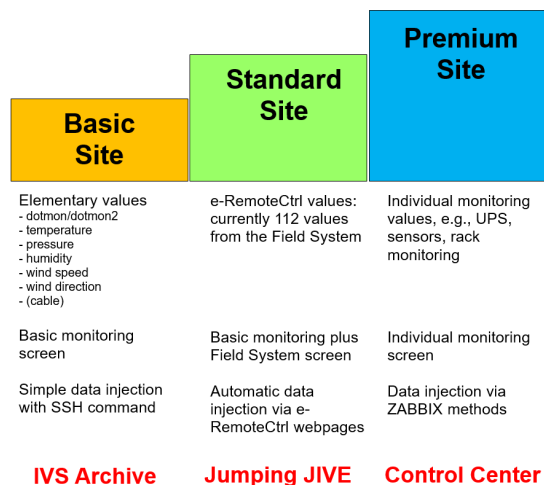 Basic
Site
Standard
Site
Premium
Site
Elementary values
- dotmon/dotmon2
- temperature
- pressure
- humidity
- wind speed
- wind direction
- (cable)
e-RemoteCtrl values:
currently 112 values
from the Field System
Individual monitoring
values, e.g., UPS,
sensors, rack
monitoring
Basic monitoring
screen
Basic monitoring plus
Field System screen
Individual monitoring
screen
Simple data injection
with SSH command
Automatic data
injection via e-
RemoteCtrl webpages
Data injection via
ZABBIX methods
IVS Archive
Jumping JIVE
Control Center